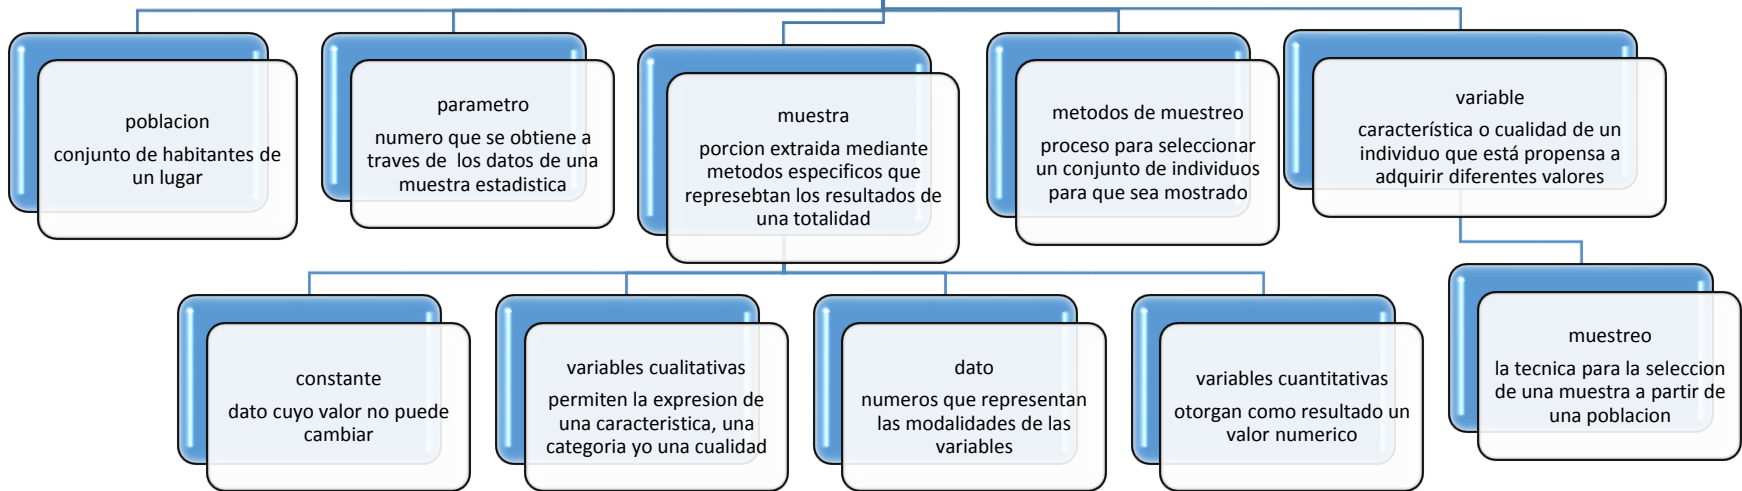 poblacion
conjunto de habitantes de
un lugar
parametro
numero que se obtiene a
traves de los datos de una
muestra estadistica
muestra
porcion extraida mediante
metodos especificos que
represebtan los resultados de
una totalidad
metodos de muestreo
proceso para seleccionar
un conjunto de individuos
para que sea mostrado
variable
característica o cualidad de un
individuo que está propensa a
adquirir diferentes valores
constante
dato cuyo valor no puede
cambiar
variables cualitativas
permiten la expresion de
una caracteristica, una
categoria yo una cualidad
dato
numeros que representan
las modalidades de las
variables
variables cuantitativas
otorgan como resultado un
valor numerico
muestreo
la tecnica para la seleccion
de una muestra a partir de
una poblacion